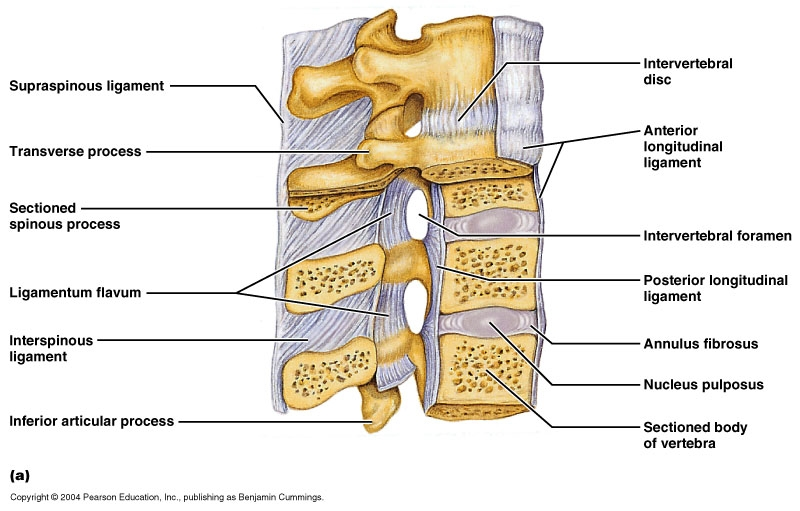 Supraspinous ligament
Transverse process
Sectioned
spinous process
Ligamentum flavum
Interspinous
ligament
Inferior articular process
Intervertebral
disc
Anterior
longitudinal
ligament
Intervertebral foramen
Posterior longitudinal
ligament
Annulus fibrosus
Nucleus pulposus
Sectioned body
of vertebra
(a)
Copyright © 2004 Pearson Education, Inc., publishing as Benjamin Cummings.